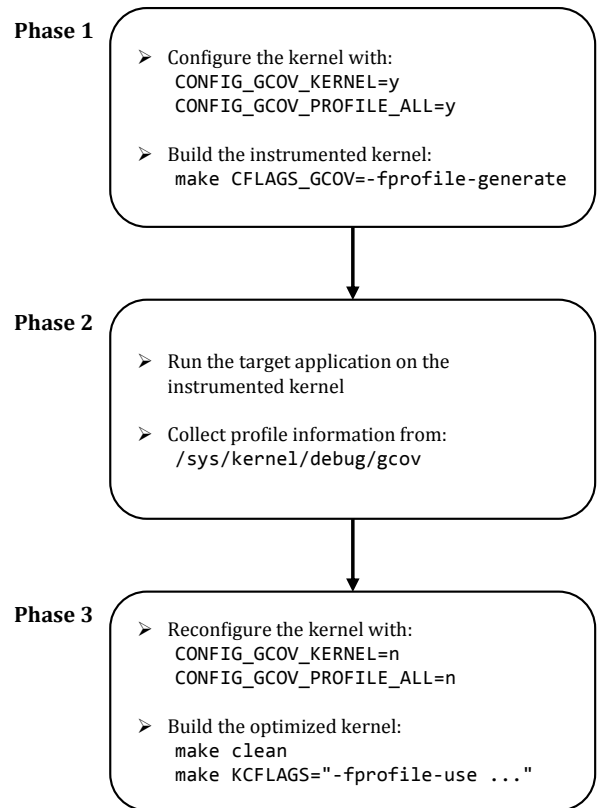 Phase 1
➢ Configure the kernel with:
CONFIG_GCOV_KERNEL=y
CONFIG_GCOV_PROFILE_ALL=y
➢ Build the instrumented kernel:
make CFLAGS_GCOV=-fprofile-generate
Phase 2
➢ Run the target application on the
instrumented kernel
➢ Collect profile information from:
/sys/kernel/debug/gcov
Phase 3
➢ Reconfigure the kernel with:
CONFIG_GCOV_KERNEL=n
CONFIG_GCOV_PROFILE_ALL=n
➢ Build the optimized kernel:
make clean
make KCFLAGS="-fprofile-use ..."